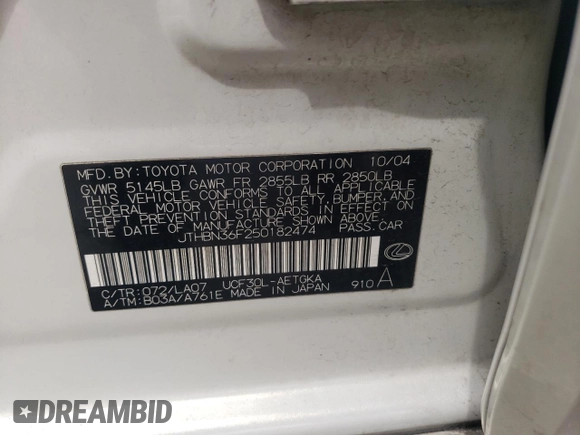 MFD. BY: TOYOTA MOTOR CORPORATION 10/04
GVWR 5145LB GAWR FR 2855LB RR 2850LB
THIS VEHICLE CONFORMS TO ALL APPLICABLE
FEDERAL MOTOR VEHICLE SAFETY, BUMPER, AND
THEFT PREVENTION STANDARDS IN EFFECT ON
THE DATE OF MANUFACTURE SHOWN ABOVE.
JTHBN36F250182474 PASS. CAR
C/TR: 072/LA07 UCF30L-AETGKA
A/TM: B03A/A761E MADE IN JAPAN 910 A
DREAMBID